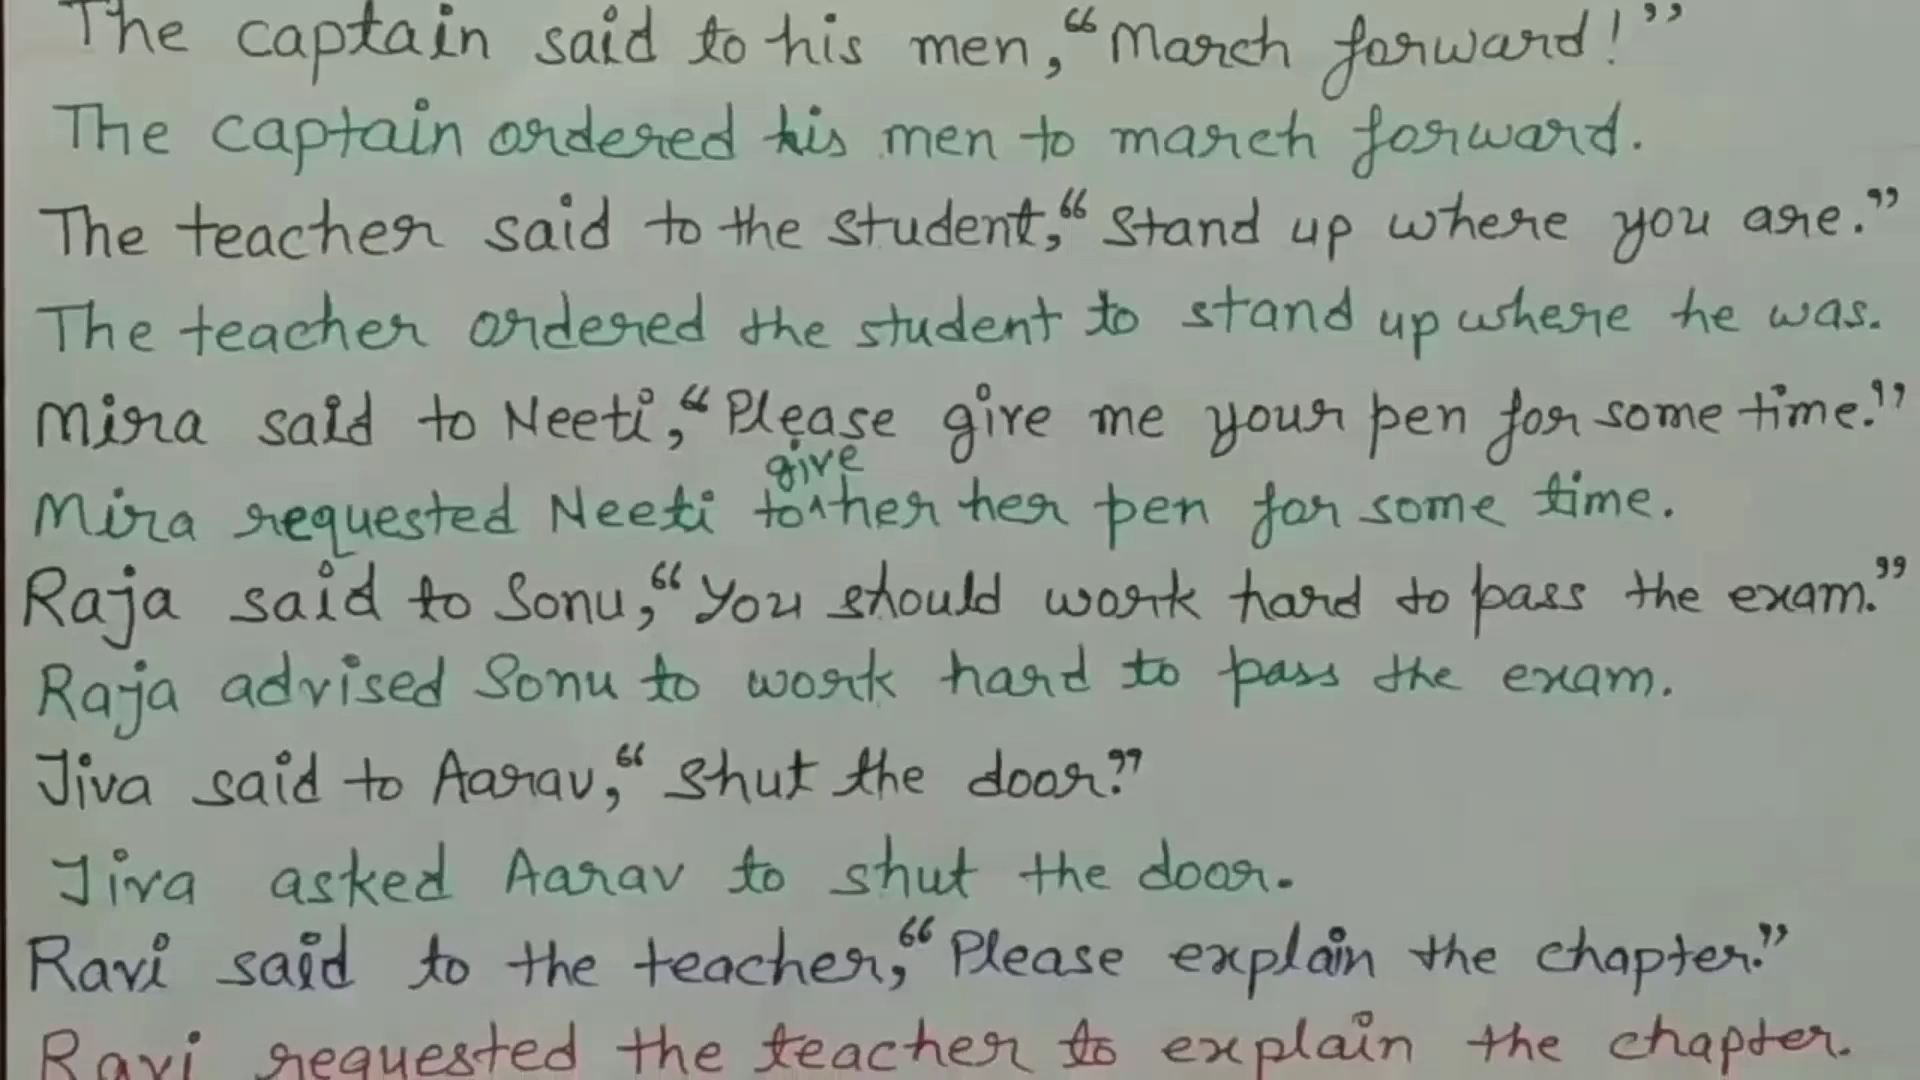 The captain said to his men, “March forward!”
The captain ordered his men to march forward.
The teacher said to the student, “Stand up where you are.”
The teacher ordered the student to stand up where he was.
Mira said to Neeti, “Please give me your pen for some time.”
Mira requested Neeti to give her her pen for some time.
Raja said to Sonu, “You should work hard to pass the exam.”
Raja advised Sonu to work hard to pass the exam.
Jiva said to Aarav, “Shut the door.”
Jiva asked Aarav to shut the door.
Ravi said to the teacher, “Please explain the chapter.”
Ravi requested the teacher to explain the chapter.